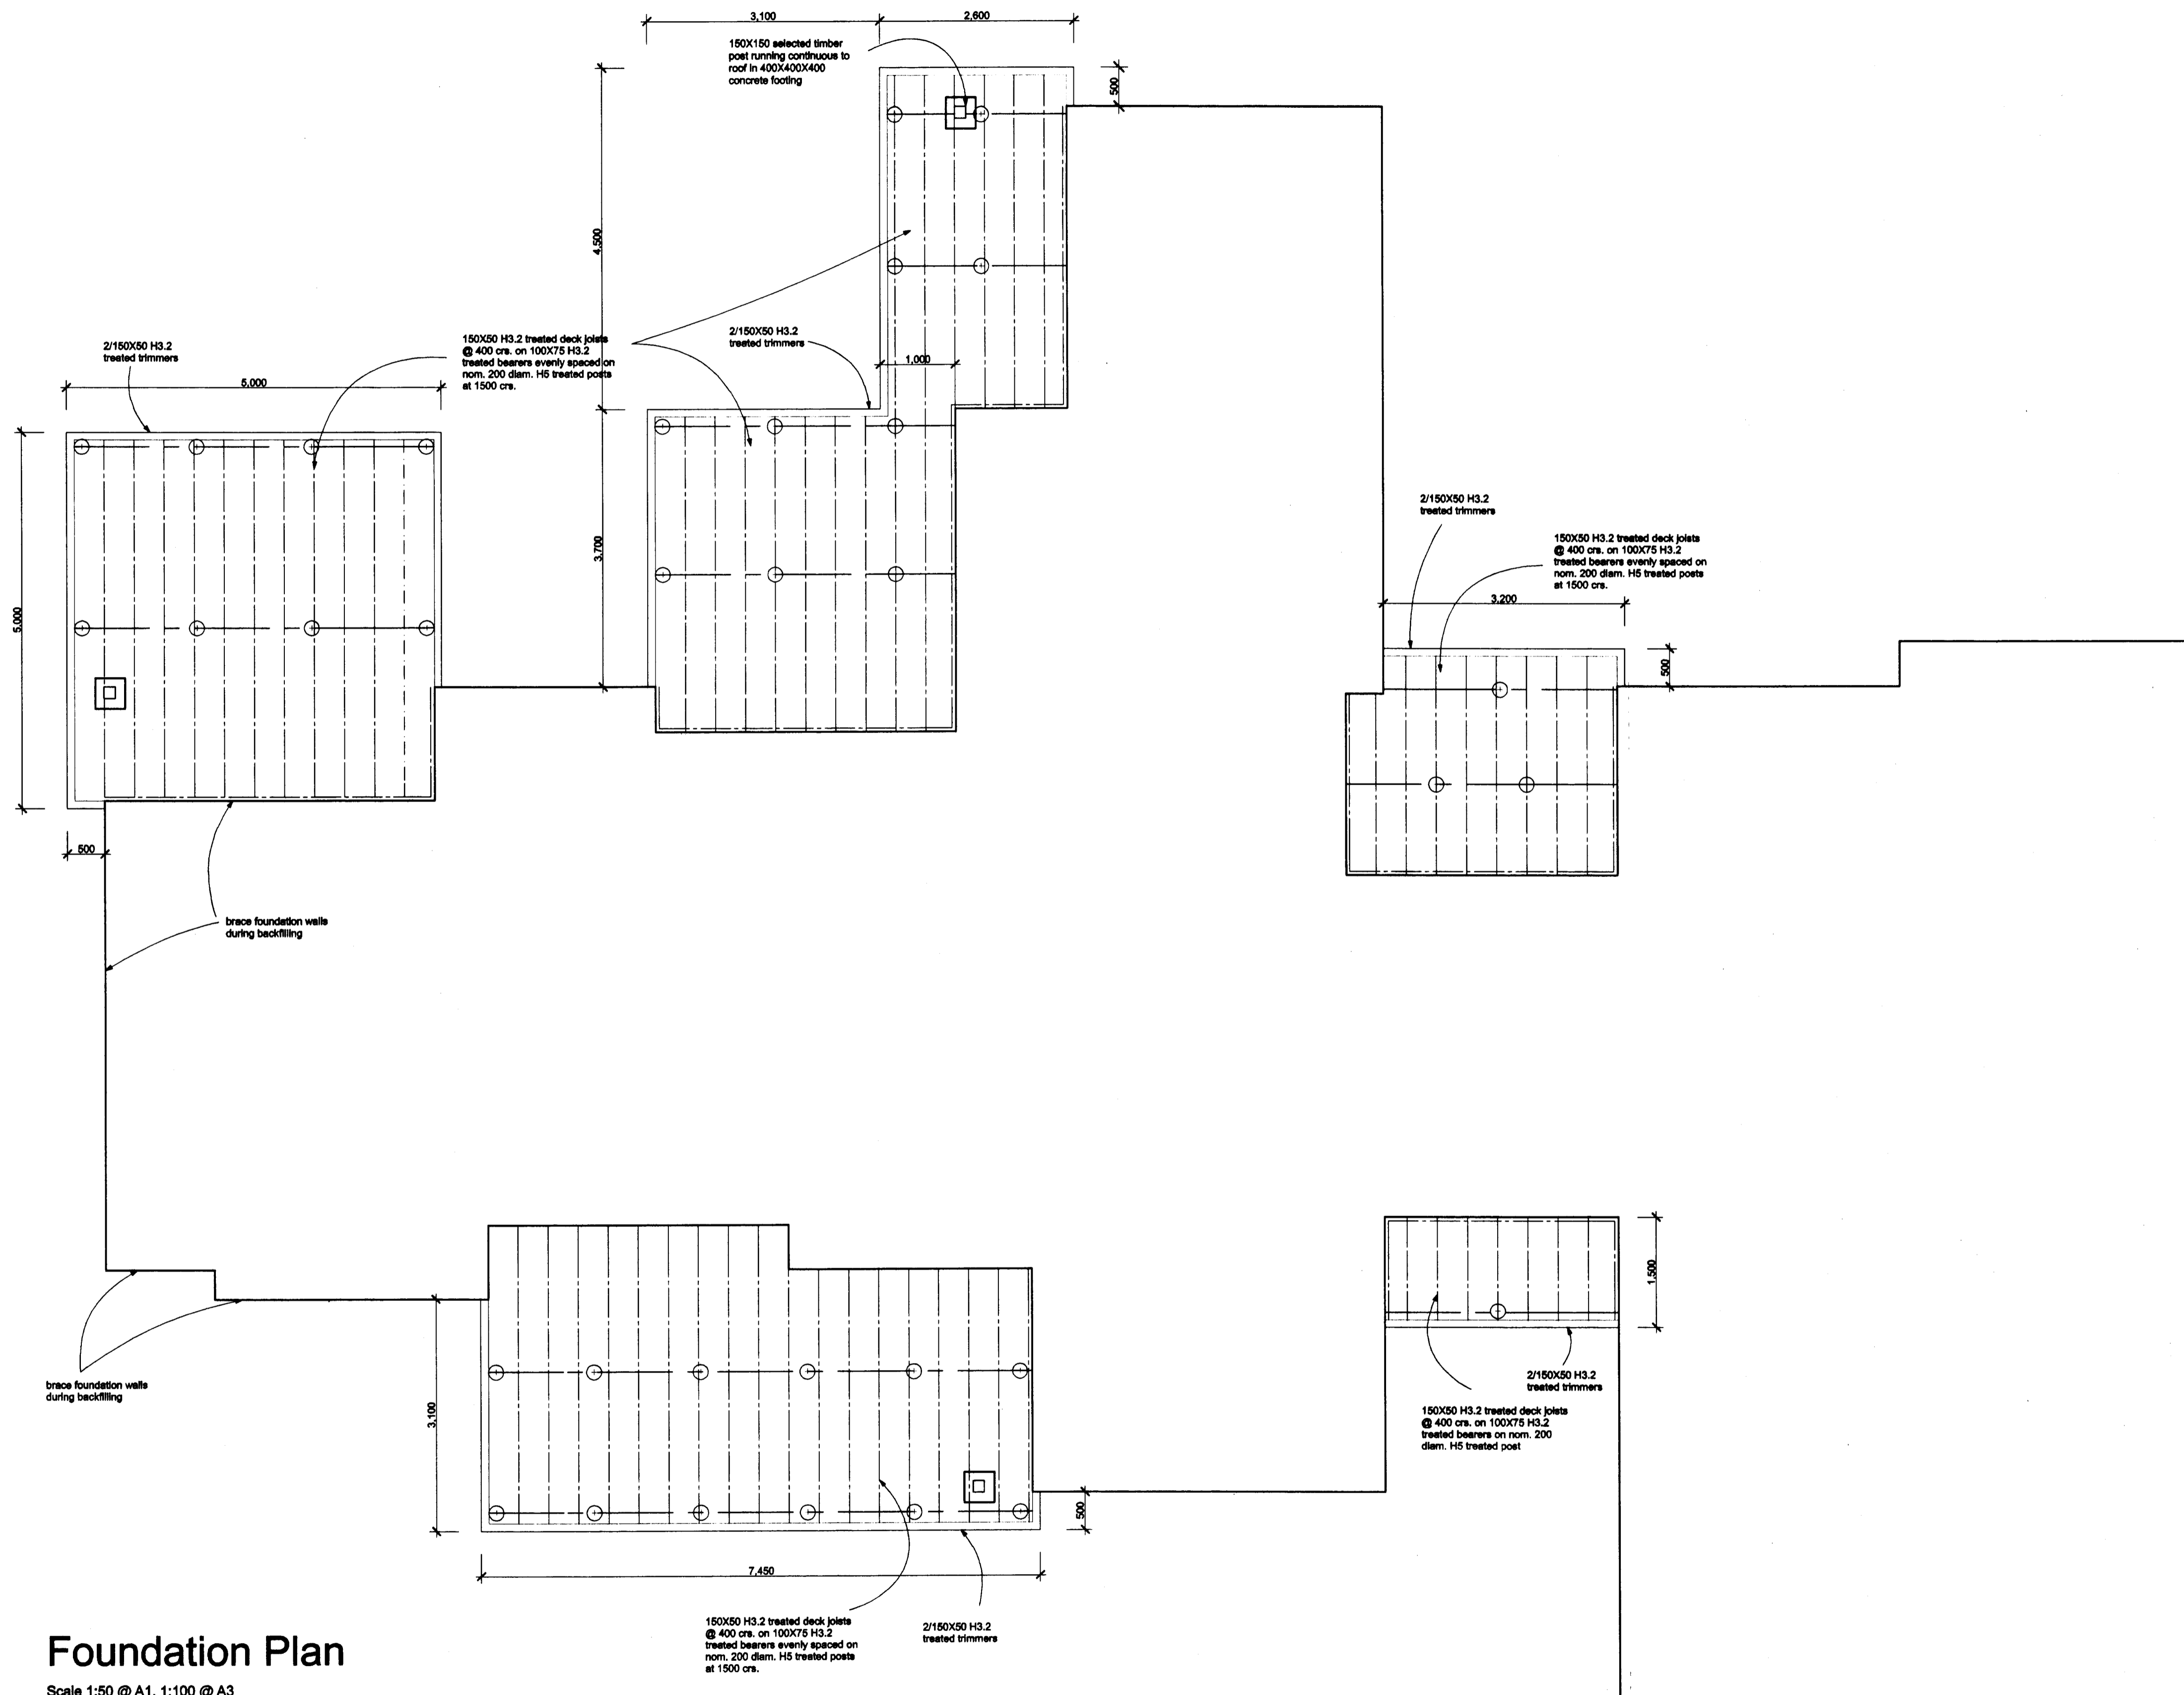 3,100
2,600
150X150 selected timber
post running continuous to
roof in 400X400X400
concrete footing
500
4,500
2/150X50 H3.2
treated trimmers
150X50 H3.2 treated deck joists
@ 400 crs. on 100X75 H3.2
treated bearers evenly spaced on
nom. 200 diam. H5 treated posts
at 1500 crs.
2/150X50 H3.2
treated trimmers
1,000
5,000
5,000
3,700
2/150X50 H3.2
treated trimmers
150X50 H3.2 treated deck joists
@ 400 crs. on 100X75 H3.2
treated bearers evenly spaced on
nom. 200 diam. H5 treated posts
at 1500 crs.
3,200
500
500
brace foundation walls
during backfilling
1,500
brace foundation walls
during backfilling
3,100
2/150X50 H3.2
treated trimmers
150X50 H3.2 treated deck joists
@ 400 crs. on 100X75 H3.2
treated bearers on nom. 200
diam. H5 treated post
500
7,450
150X50 H3.2 treated deck joists
@ 400 crs. on 100X75 H3.2
treated bearers evenly spaced on
nom. 200 diam. H5 treated posts
at 1500 crs.
2/150X50 H3.2
treated trimmers
Foundation Plan
Scale 1:50 @ A1, 1:100 @ A3